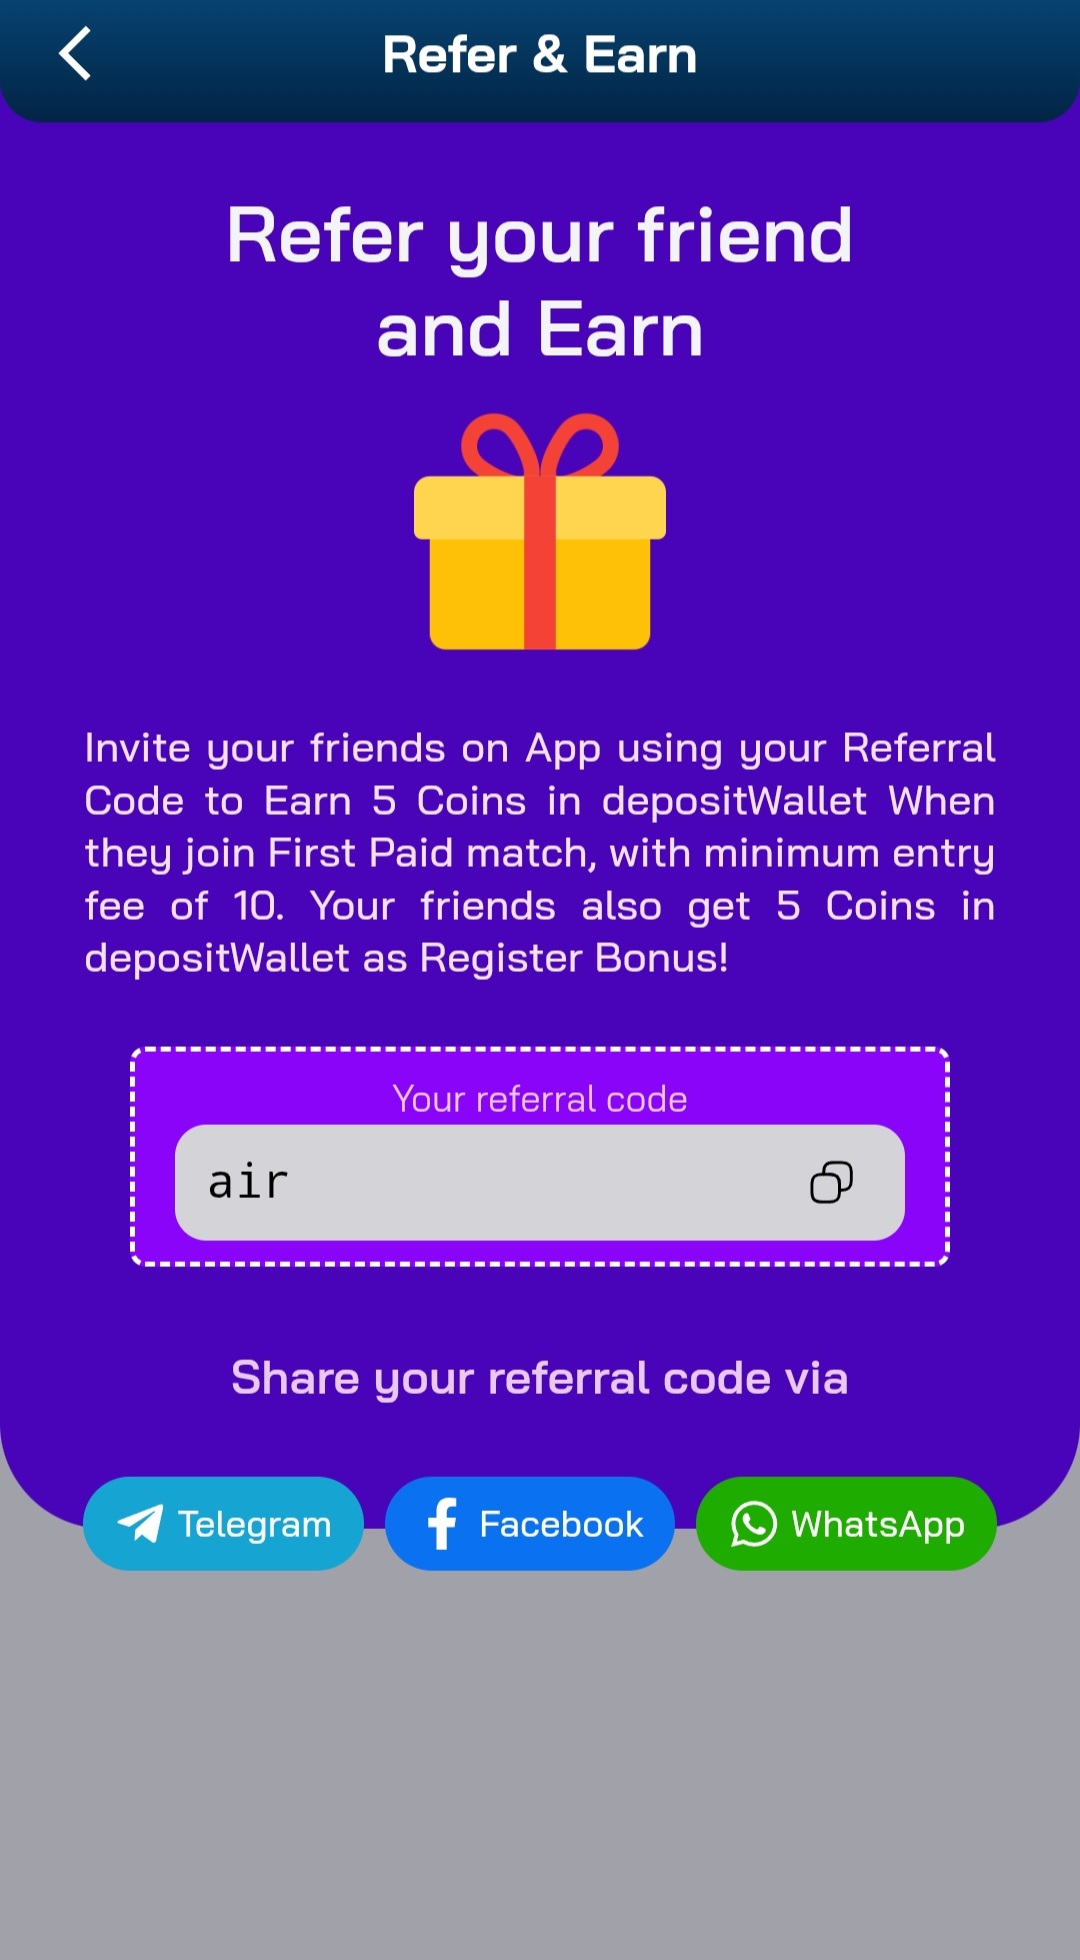 Refer & Earn
Refer your friend
and Earn
Invite your friends on App using your Referral
Code to Earn 5 Coins in depositWallet When
they join First Paid match, with minimum entry
fee of 10. Your friends also get 5 Coins in
depositWallet as Register Bonus!
Your referral code
air
Share your referral code via
Telegram Facebook WhatsApp